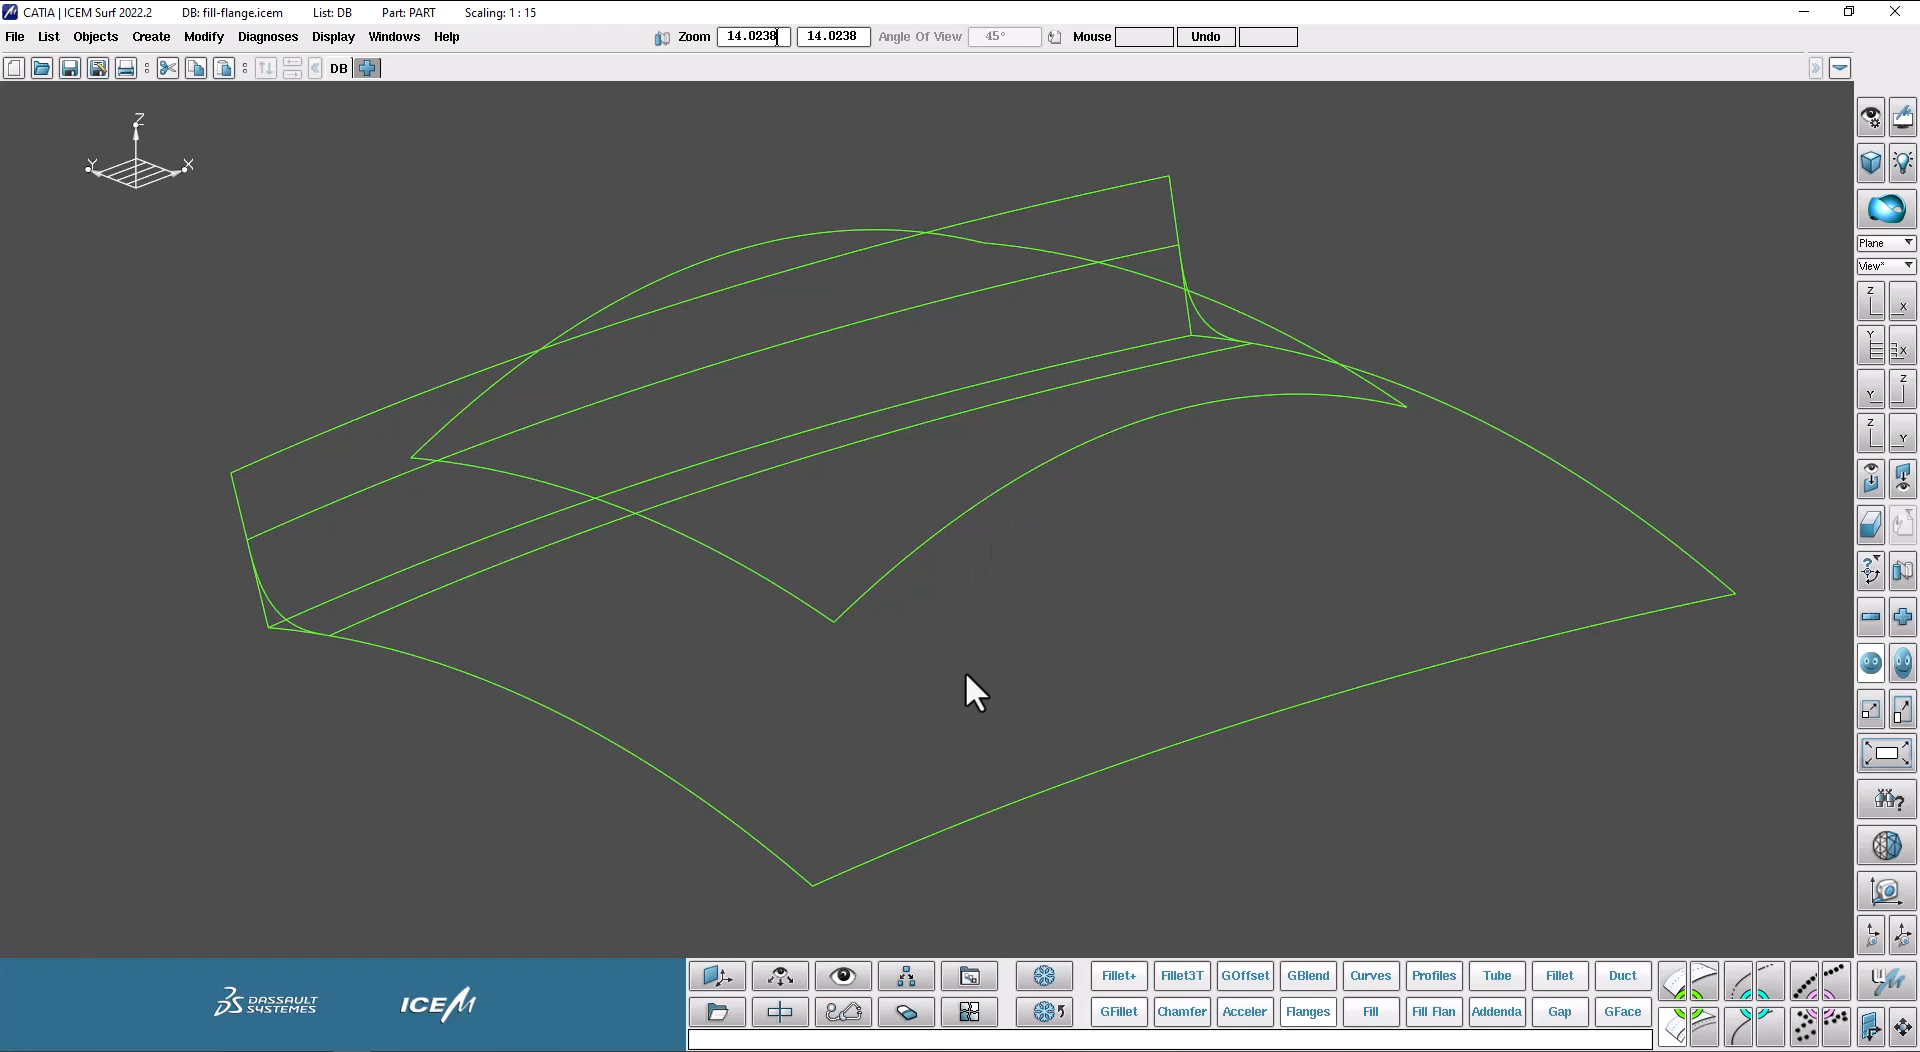 CATIA | ICEM Surf 2022.2 DB: fill-flange.icem List: DB Part: PART Scaling: 1 : 15
File List Objects Create Modify Diagnoses Display Windows Help Zoom 14.0238 14.0238 Angle Of View 45° Mouse Undo
DB
Z
Y X
Plane
View*
Z
X
Y
X
Y
Z
Z
Y
DASSAULT SYSTEMES
ICEM
Fillet+ Fillet3T GOffset GBlend Curves Profiles Tube Fillet Duct
GFillet Chamfer Acceler Flanges Fill Fill Flan Addenda Gap GFace